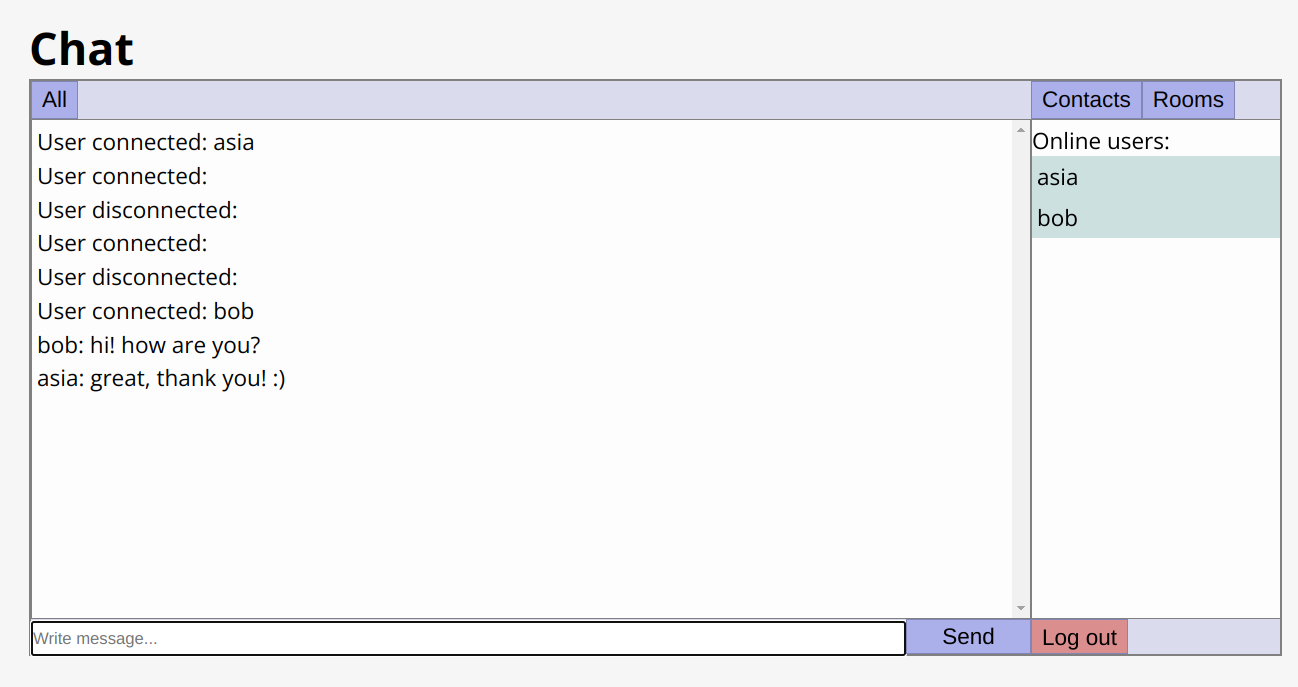 Chat
All
Contacts Rooms
User connected: asia
User connected:
User disconnected:
User connected:
User disconnected:
User connected: bob
bob: hi! how are you?
asia: great, thank you! :)
Online users:
asia
bob
Write message...
Send
Log out